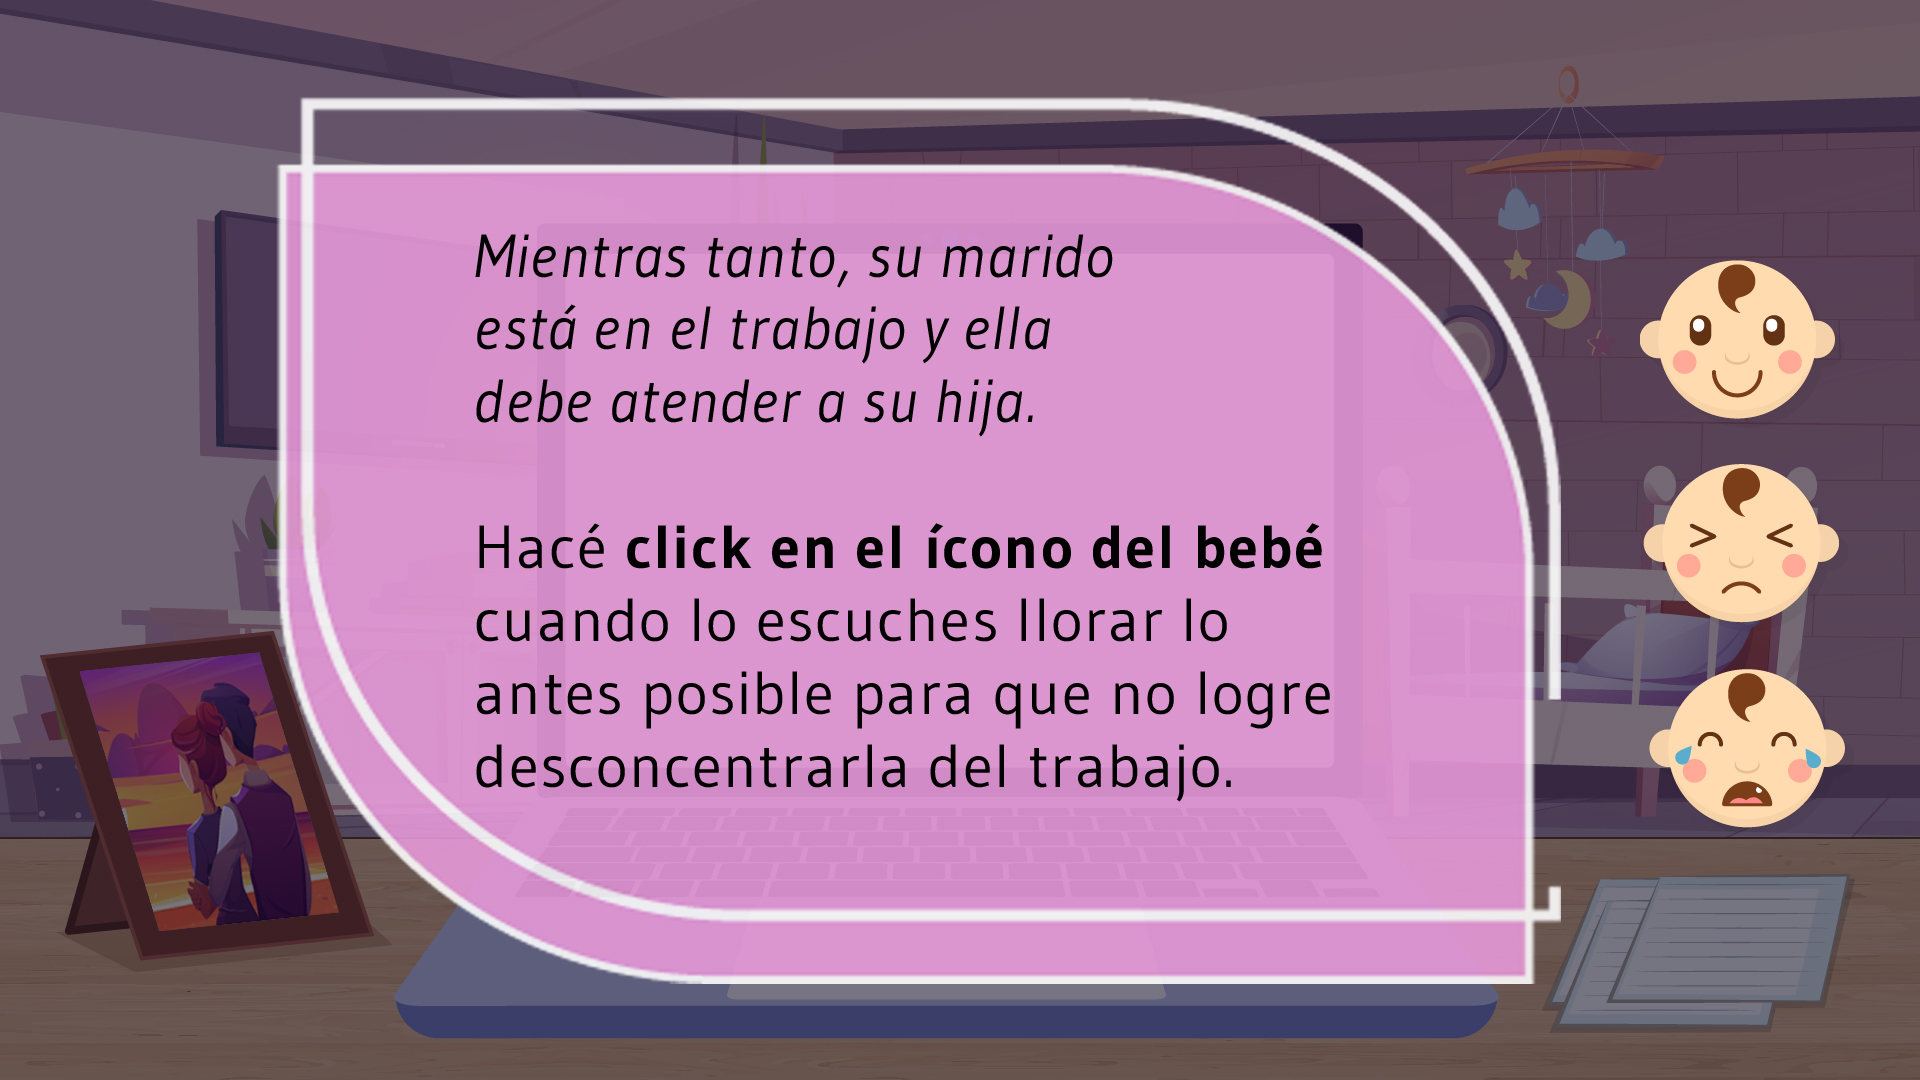 Mientras tanto, su marido
está en el trabajo y ella
debe atender a su hija.
Hacé click en el ícono del bebé
cuando lo escuches llorar lo
antes posible para que no logre
desconcentrarla del trabajo.